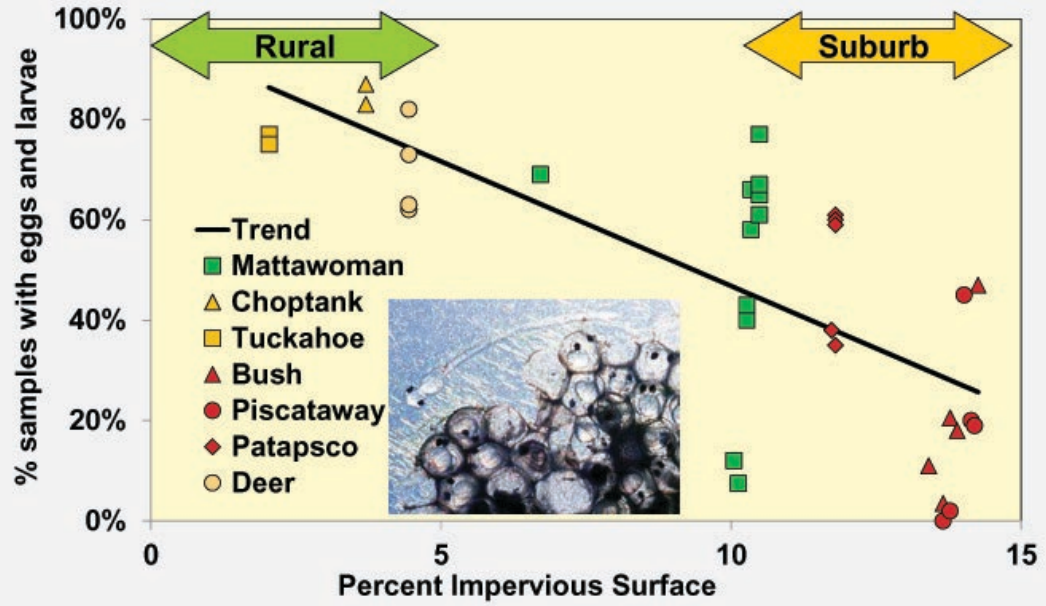 100%
80%
60%
40%
20%
0%
% samples with eggs and larvae
Rural
Suburb
Trend
Mattawoman
Choptank
Tuckahoe
Bush
Piscataway
Patapsco
Deer
0
5
10
15
Percent Impervious Surface